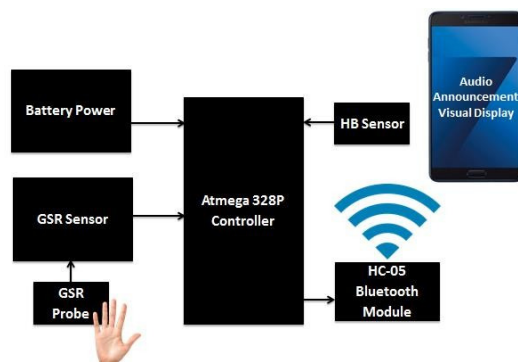 Battery Power
GSR Sensor
GSR
Probe
Atmega 328P
Controller
HB Sensor
HC-05
Bluetooth
Module
Audio
Announcement
Visual Display